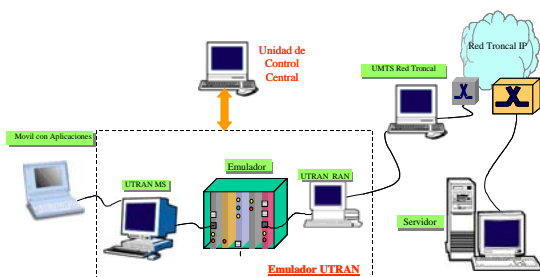 Unidad de
Control
Central
UMTS Red Troncal
Red Troncal IP
Movil con Aplicaciones
UTRAN MS
Emulador
UTRAN RAN
Servidor
Emulador UTRAN